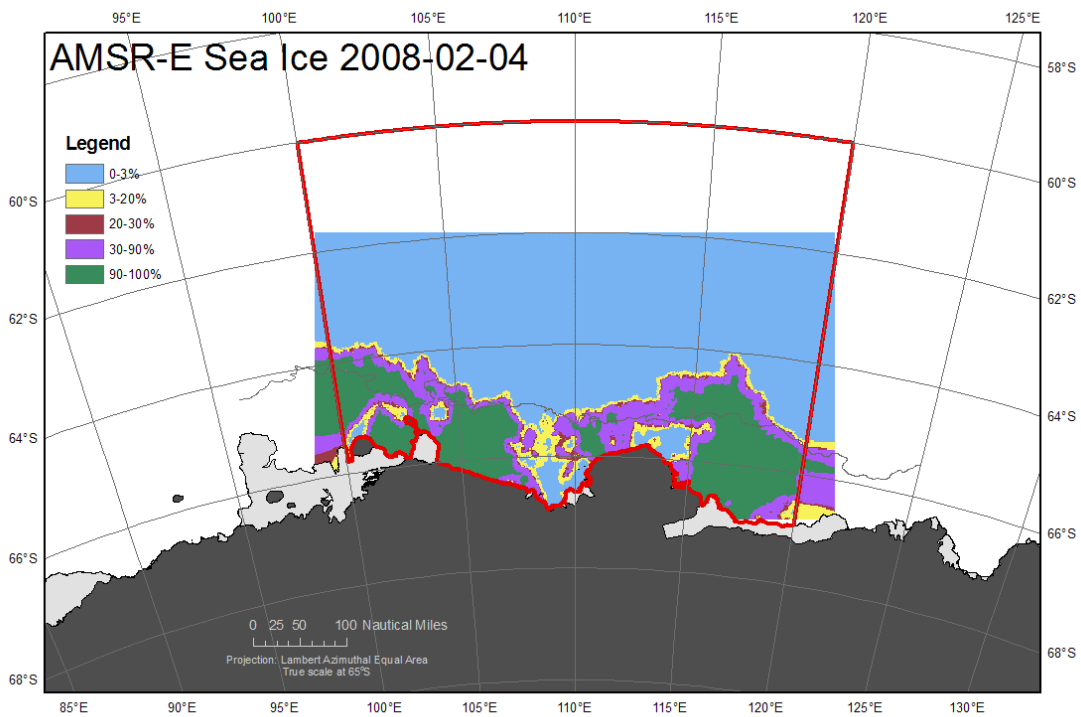 95°E 100°E 105°E 110°E 115°E 120°E 125°E
AMSR-E Sea Ice 2008-02-04
58°S
Legend
0-3%
3-20%
20-30%
30-90%
90-100%
60°S 60°S
62°S 62°S
64°S 64°S
66°S 66°S
0 25 50 100 Nautical Miles
Projection: Lambert Azimuthal Equal Area
True scale at 65°S
68°S 68°S
85°E 90°E 95°E 100°E 105°E 110°E 115°E 120°E 125°E 130°E